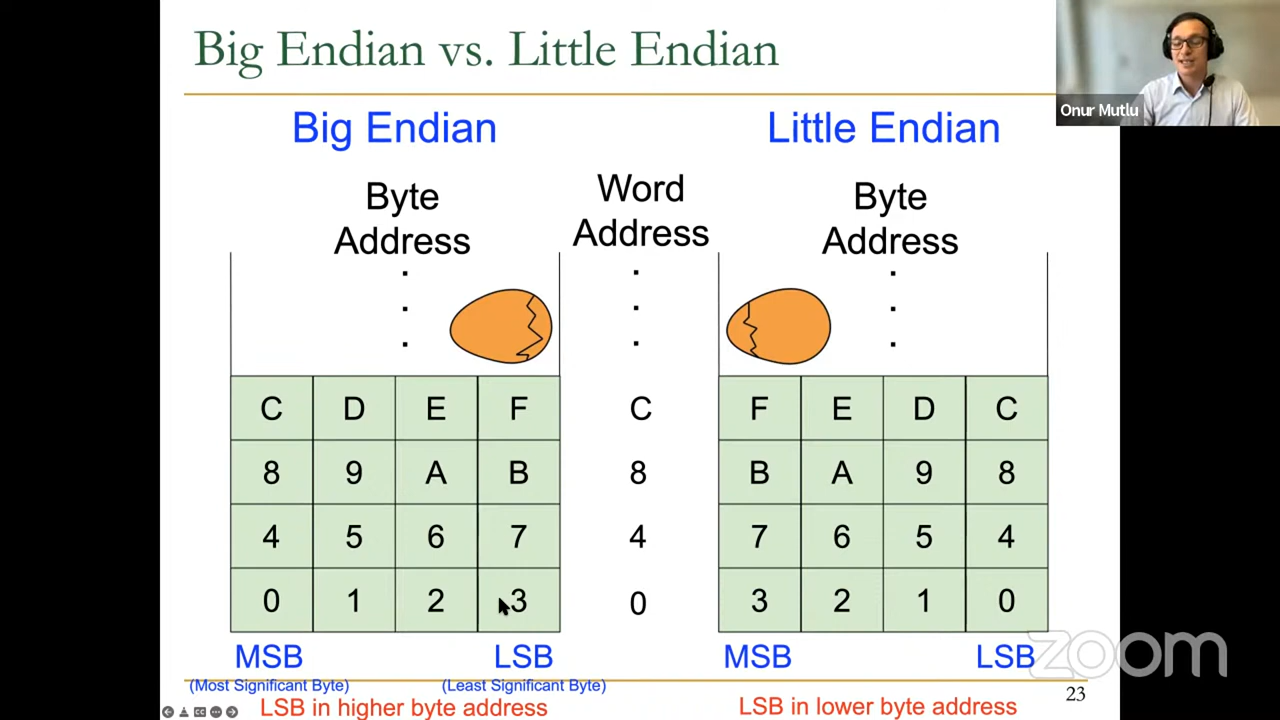 Big Endian vs. Little Endian
Onur Mutlu
Big Endian
Little Endian
Byte
Address
Word
Address
Byte
Address
C D E F C F E D C
8 9 A B 8 B A 9 8
4 5 6 7 4 7 6 5 4
0 1 2 3 0 3 2 1 0
MSB LSB MSB LSB
(Most Significant Byte) (Least Significant Byte)
LSB in higher byte address
LSB in lower byte address
23
zoom
CC